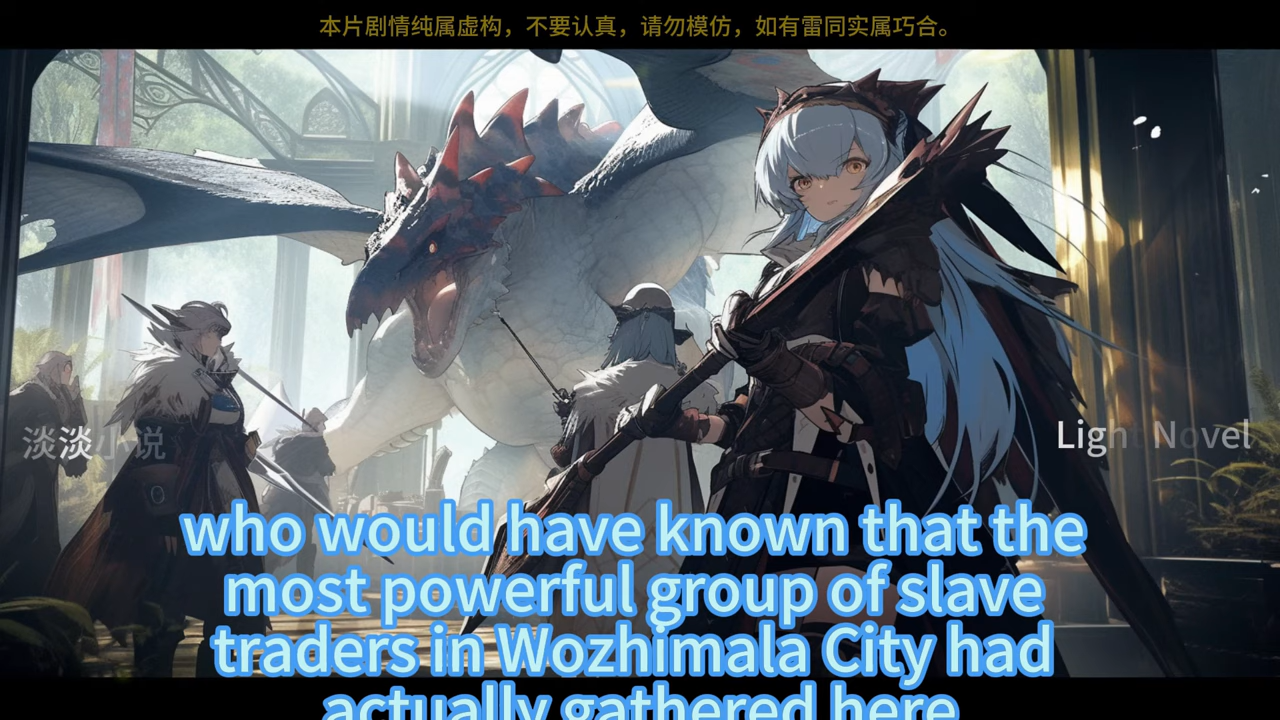 本片剧情纯属虚构，不要认真，请勿模仿，如有雷同实属巧合。
淡淡小说
Light Novel
who would have known that the
most powerful group of slave
traders in Wozhimala City had
actually gathered here